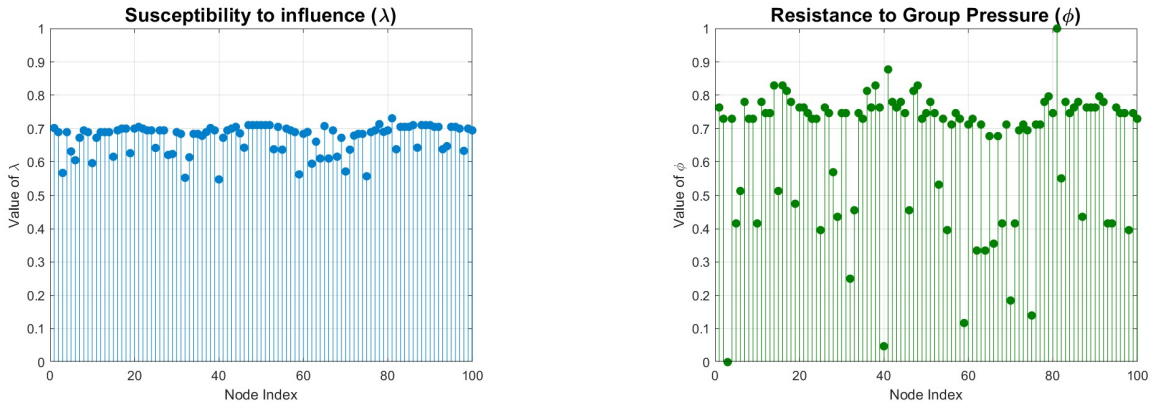 Susceptibility to influence (λ)
Value of λ
1
0.9
0.8
0.7
0.6
0.5
0.4
0.3
0.2
0.1
0
0 20 40 60 80 100
Node Index
Resistance to Group Pressure (ϕ)
Value of ϕ
1
0.9
0.8
0.7
0.6
0.5
0.4
0.3
0.2
0.1
0
0 20 40 60 80 100
Node Index